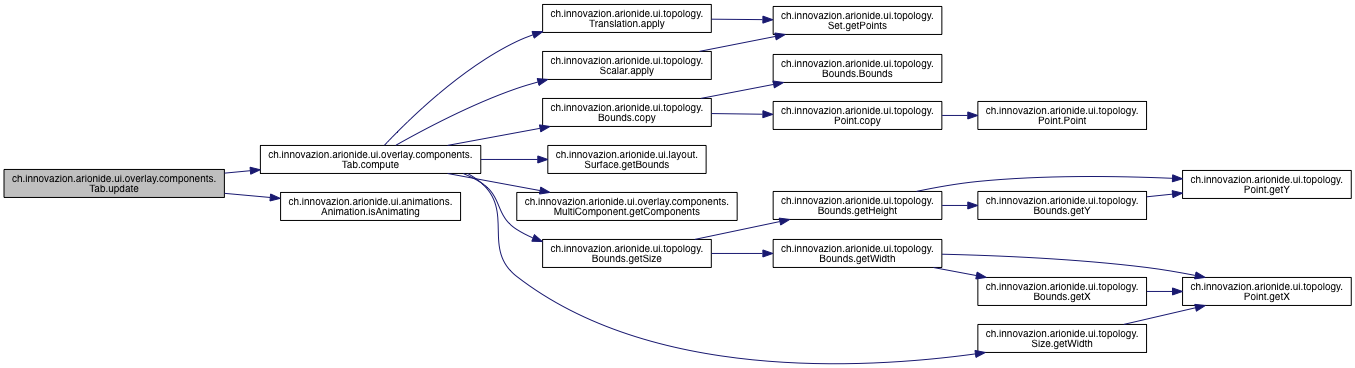 ch.innovazion.arionide.ui.overlay.components.
Tab.update
ch.innovazion.arionide.ui.overlay.components.
Tab.compute
ch.innovazion.arionide.ui.animations.
Animation.isAnimating
ch.innovazion.arionide.ui.topology.
Translation.apply
ch.innovazion.arionide.ui.topology.
Scalar.apply
ch.innovazion.arionide.ui.topology.
Bounds.copy
ch.innovazion.arionide.ui.layout.
Surface.getBounds
ch.innovazion.arionide.ui.overlay.components.
MultiComponent.getComponents
ch.innovazion.arionide.ui.topology.
Bounds.getSize
ch.innovazion.arionide.ui.topology.
Set.getPoints
ch.innovazion.arionide.ui.topology.
Bounds.Bounds
ch.innovazion.arionide.ui.topology.
Point.copy
ch.innovazion.arionide.ui.topology.
Bounds.getHeight
ch.innovazion.arionide.ui.topology.
Bounds.getWidth
ch.innovazion.arionide.ui.topology.
Point.Point
ch.innovazion.arionide.ui.topology.
Bounds.getY
ch.innovazion.arionide.ui.topology.
Bounds.getX
ch.innovazion.arionide.ui.topology.
Size.getWidth
ch.innovazion.arionide.ui.topology.
Point.getY
ch.innovazion.arionide.ui.topology.
Point.getX